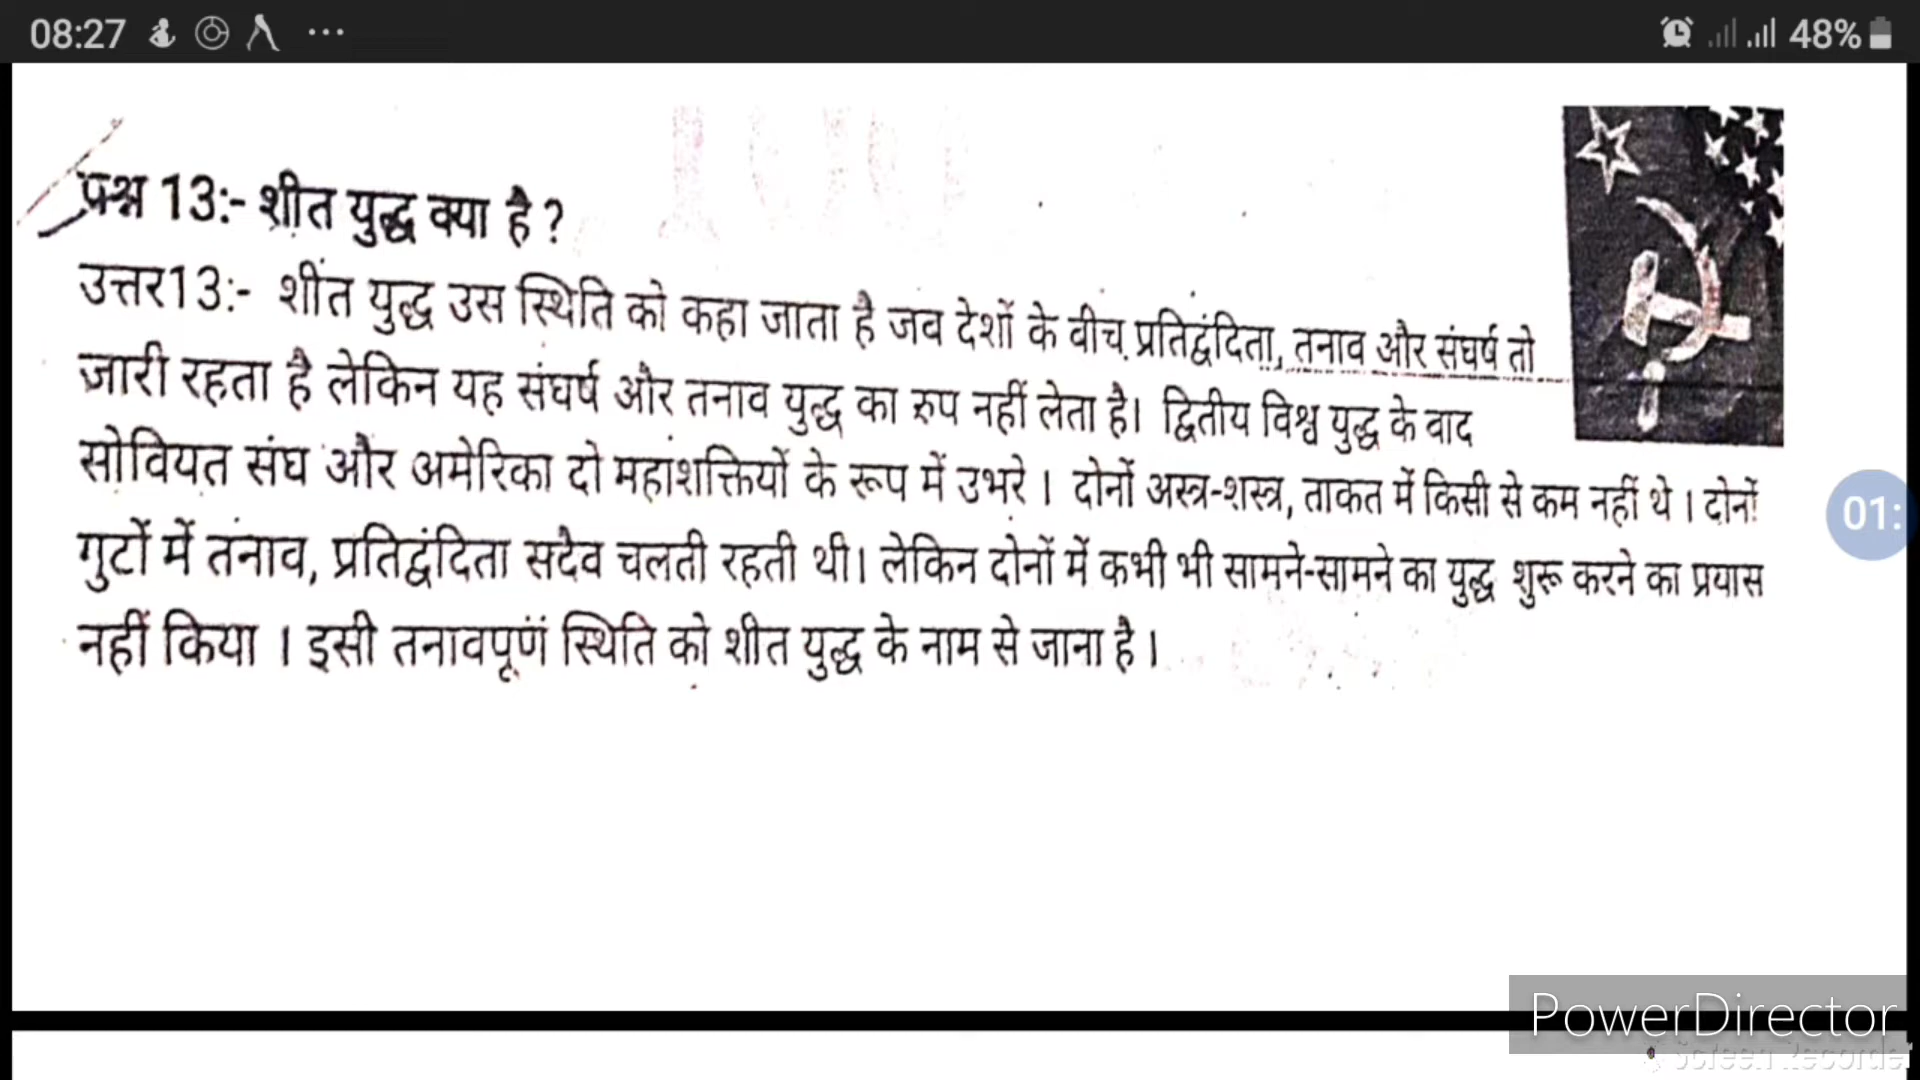 08:27 ... 48%
प्रश्न 13:- शीत युद्ध क्या है ?
उत्तर13:- शीत युद्ध उस स्थिति को कहा जाता है जब देशों के बीच प्रतिद्वंदिता, तनाव और संघर्ष तो
जारी रहता है लेकिन यह संघर्ष और तनाव युद्ध का रुप नहीं लेता है। द्वितीय विश्व युद्ध के वाद
सोवियत संघ और अमेरिका दो महाशक्तियों के रूप में उभरे । दोनों अस्त्र-शस्त्र, ताकत में किसी से कम नहीं थे । दोनों
01:
गुटों में तनाव, प्रतिद्वंदिता सदैव चलती रहती थी। लेकिन दोनों में कभी भी सामने-सामने का युद्ध शुरू करने का प्रयास
नहीं किया । इसी तनावपूर्ण स्थिति को शीत युद्ध के नाम से जाना है ।
PowerDirector
Screen Recorder